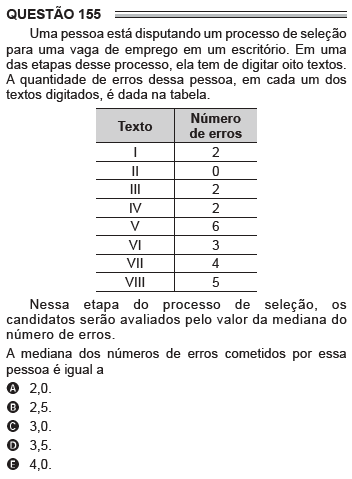 QUESTÃO 155
Uma pessoa está disputando um processo de seleção
para uma vaga de emprego em um escritório. Em uma
das etapas desse processo, ela tem de digitar oito textos.
A quantidade de erros dessa pessoa, em cada um dos
textos digitados, é dada na tabela.
Texto Número de erros
I 2
II 0
III 2
IV 2
V 6
VI 3
VII 4
VIII 5
Nessa etapa do processo de seleção, os
candidatos serão avaliados pelo valor da mediana do
número de erros.
A mediana dos números de erros cometidos por essa
pessoa é igual a
A 2,0.
B 2,5.
C 3,0.
D 3,5.
E 4,0.